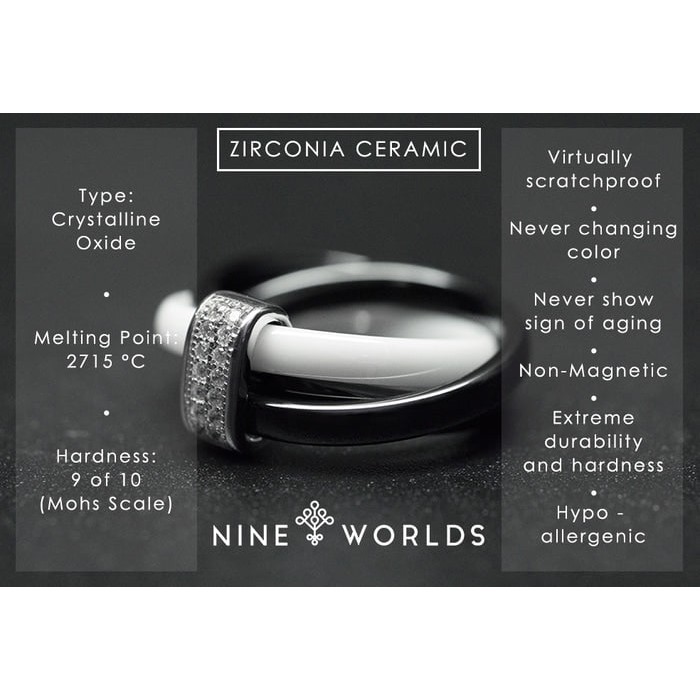 ZIRCONIA CERAMIC
Type:
Crystalline
Oxide
•
Melting Point:
2715 °C
•
Hardness:
9 of 10
(Mohs Scale)
Virtually
scratchproof
•
Never changing
color
•
Never show
sign of aging
•
Non-Magnetic
•
Extreme
durability
and hardness
•
Hypo -
allergenic
NINE WORLDS